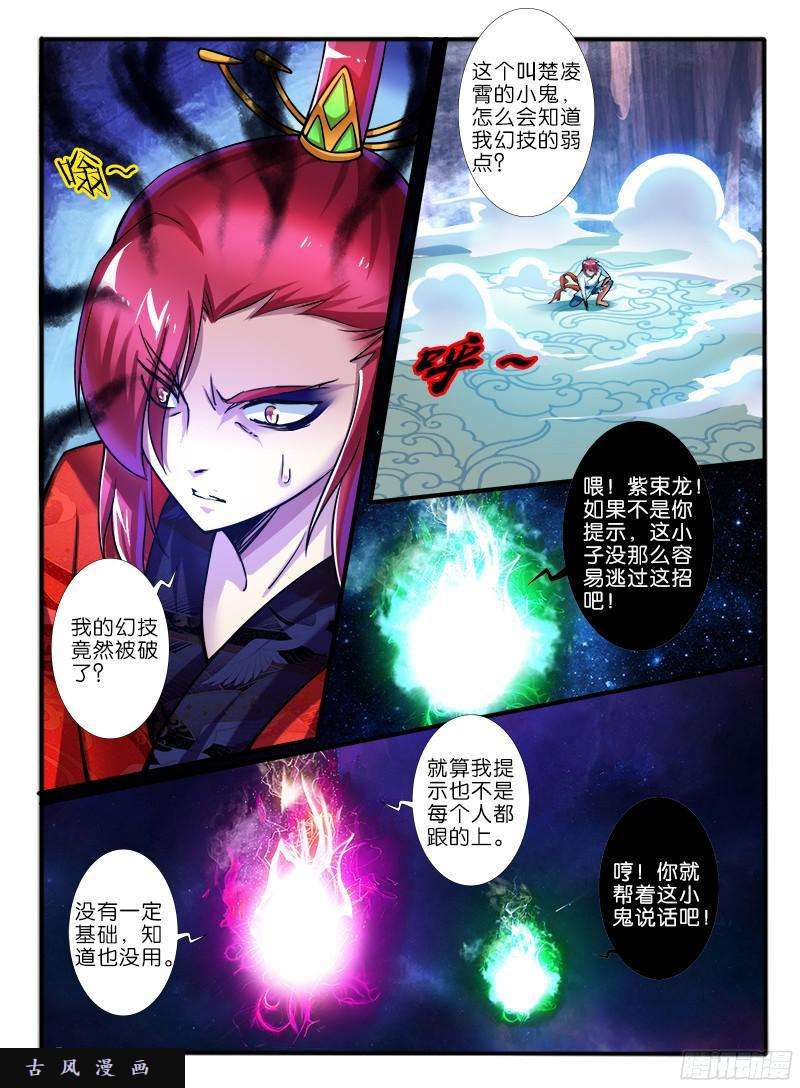 嗡~
我的幻技
竟然被破
了？
这个叫楚凌
霄的小鬼，
怎么会知道
我幻技的弱
点？
呼~
喂！紫束龙！
如果不是你
提示，这小
子没那么容
易逃过这招
吧！
就算我提
示也不是
每个人都
跟的上。
没有一定
基础，知
道也没用。
哼！你就
帮着这小
鬼说话吧！
古风漫画
腾讯动漫